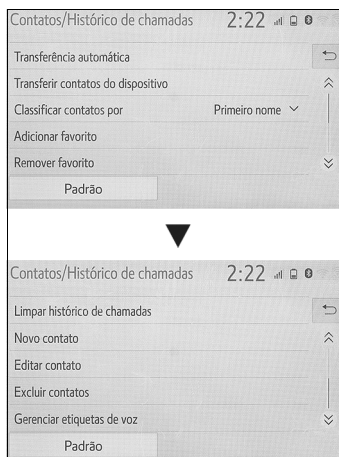 Contatos/Histórico de chamadas 2:22
Transferência automática
Transferir contatos do dispositivo
Classificar contatos por Primeiro nome
Adicionar favorito
Remover favorito
Padrão
Contatos/Histórico de chamadas 2:22
Limpar histórico de chamadas
Novo contato
Editar contato
Excluir contatos
Gerenciar etiquetas de voz
Padrão